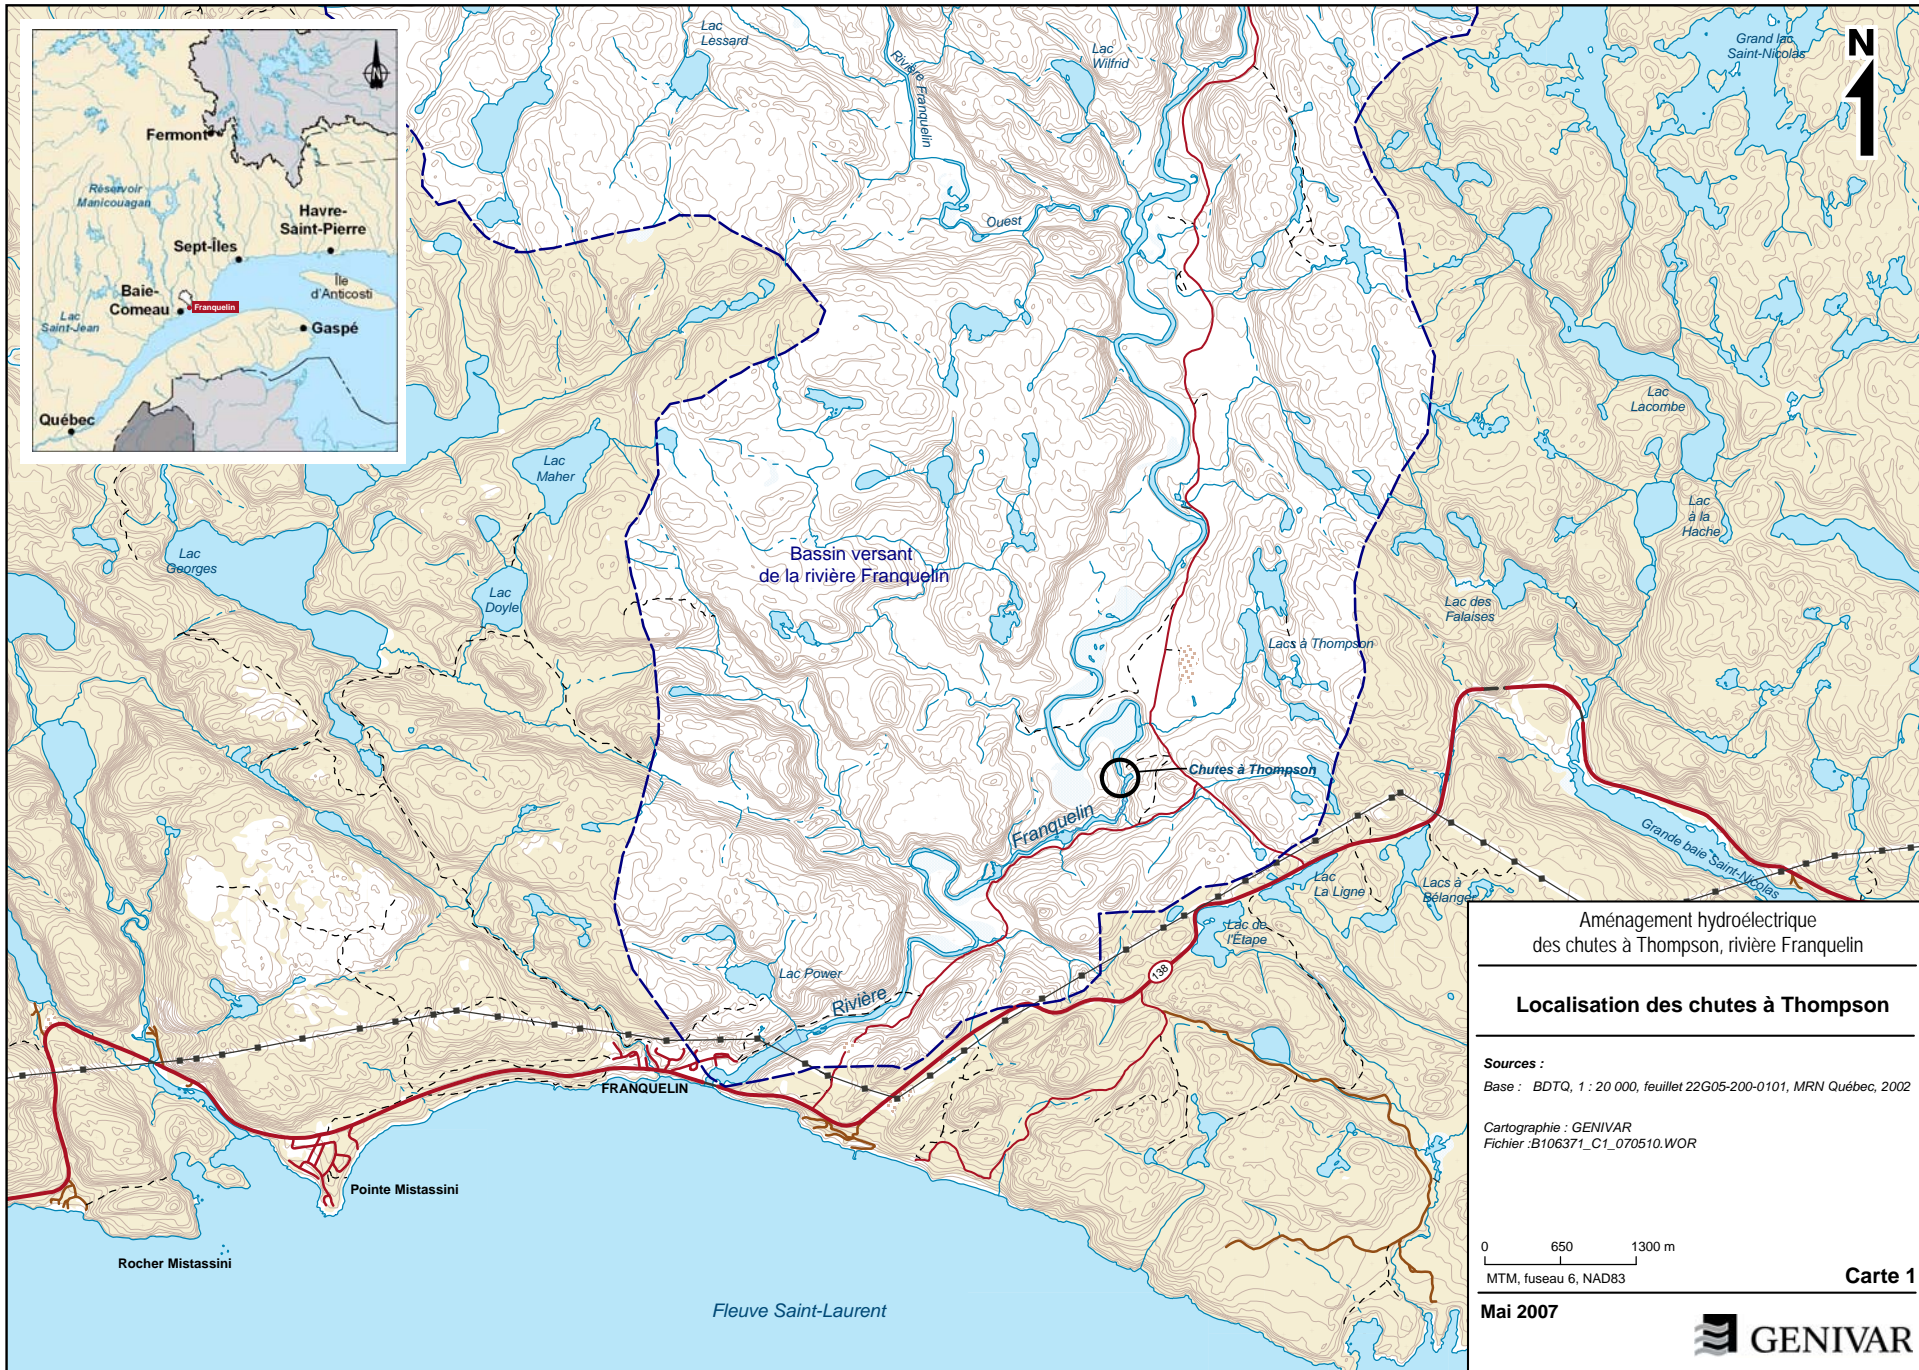 Fermont
Réservoir
Manicouagan
Havre-
Saint-Pierre
Sept-Îles
Île
d'Anticosti
Baie-
Comeau
Franquelin
Lac
Saint-Jean
Gaspé
Québec
N
Lac
Lessard
Rivière Franquelin
Lac
Wilfrid
Grand lac
Saint-Nicolas
N
Ouest
Lac
Lacombe
Lac
Maher
Lac
à la
Hache
Lac
Georges
Bassin versant
de la rivière Franquelin
Lac
Doyle
Lac des
Falaises
Lacs à Thompson
Chutes à Thompson
Franquelin
Grande baie Saint-Nicolas
Lac
La Ligne
Lacs à
Bélanger
Lac de
l'Étape
Lac Power
138
Rivière
FRANQUELIN
Pointe Mistassini
Rocher Mistassini
Fleuve Saint-Laurent
Aménagement hydroélectrique
des chutes à Thompson, rivière Franquelin
Localisation des chutes à Thompson
Sources :
Base : BDTQ, 1 : 20 000, feuillet 22G05-200-0101, MRN Québec, 2002
Cartographie : GENIVAR
Fichier :B106371_C1_070510.WOR
0 650 1300 m
MTM, fuseau 6, NAD83
Carte 1
Mai 2007
GENIVAR